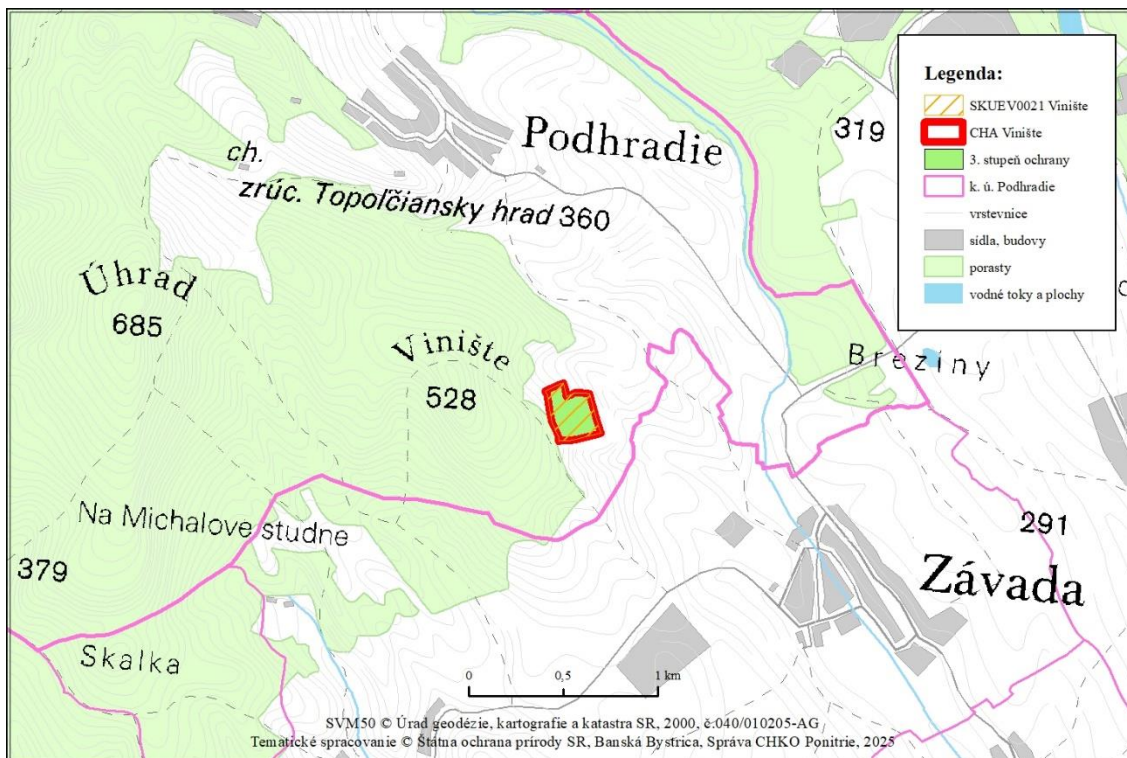 Podhradie
ch.
zrúc. Topoľčiansky hrad 360
Úhrad
685
Vinište
528
Na Michalove studne
379
Skalka
319
Breziny
291
Závada
Legenda:
SKUEV0021 Vinište
CHA Vinište
3. stupeň ochrany
k. ú. Podhradie
vrstevnice
sídla, budovy
porasty
vodné toky a plochy
0 0,5 1 km
SVM50 © Úrad geodézie, kartografie a katastra SR, 2000, č:040/010205-AG
Tematické spracovanie © Štátna ochrana prírody SR, Banská Bystrica, Správa CHKO Ponitrie, 2025